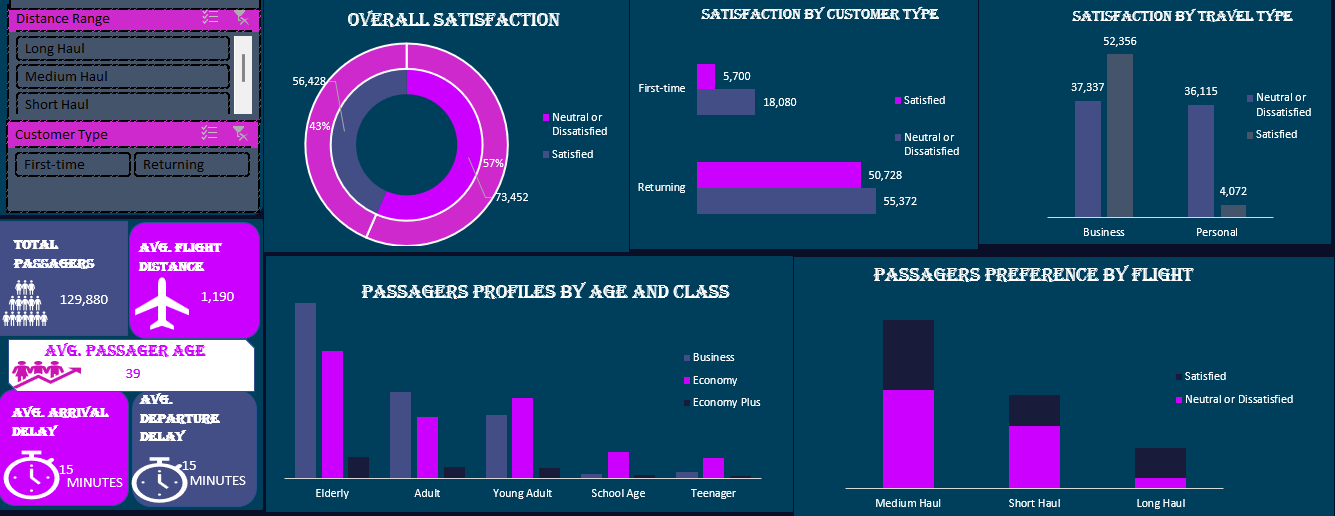 Distance Range
Long Haul
Medium Haul
Short Haul
Customer Type
First-time
Returning
TOTAL
PASSAGERS
129,880
AVG. FLIGHT
DISTANCE
1,190
AVG. PASSAGER AGE
39
AVG. ARRIVAL
DELAY
15
MINUTES
AVG.
DEPARTURE
DELAY
15
MINUTES
OVERALL SATISFACTION
56,428
43%
57%
73,452
Neutral or
Dissatisfied
Satisfied
SATISFACTION BY CUSTOMER TYPE
First-time
5,700
18,080
Returning
50,728
55,372
Satisfied
Neutral or
Dissatisfied
SATISFACTION BY TRAVEL TYPE
52,356
37,337
36,115
4,072
Business
Personal
Neutral or
Dissatisfied
Satisfied
PASSAGERS PROFILES BY AGE AND CLASS
Business
Economy
Economy Plus
Elderly
Adult
Young Adult
School Age
Teenager
PASSAGERS PREFERENCE BY FLIGHT
Satisfied
Neutral or Dissatisfied
Medium Haul
Short Haul
Long Haul